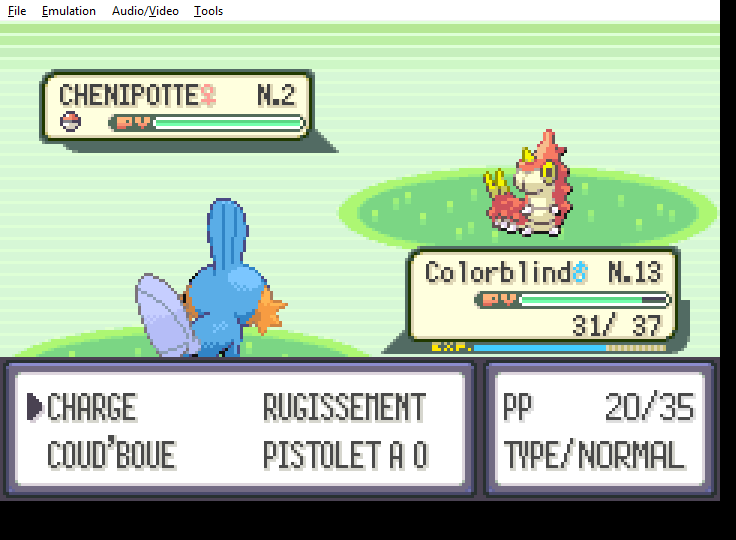 File Emulation Audio/Video Tools
CHENIPOTTE♀ N.2
PV
Colorblind♂ N.13
PV
31/ 37
EXP.
CHARGE RUGISSEMENT
COUD'BOUE PISTOLET A O
PP 20/35
TYPE/NORMAL